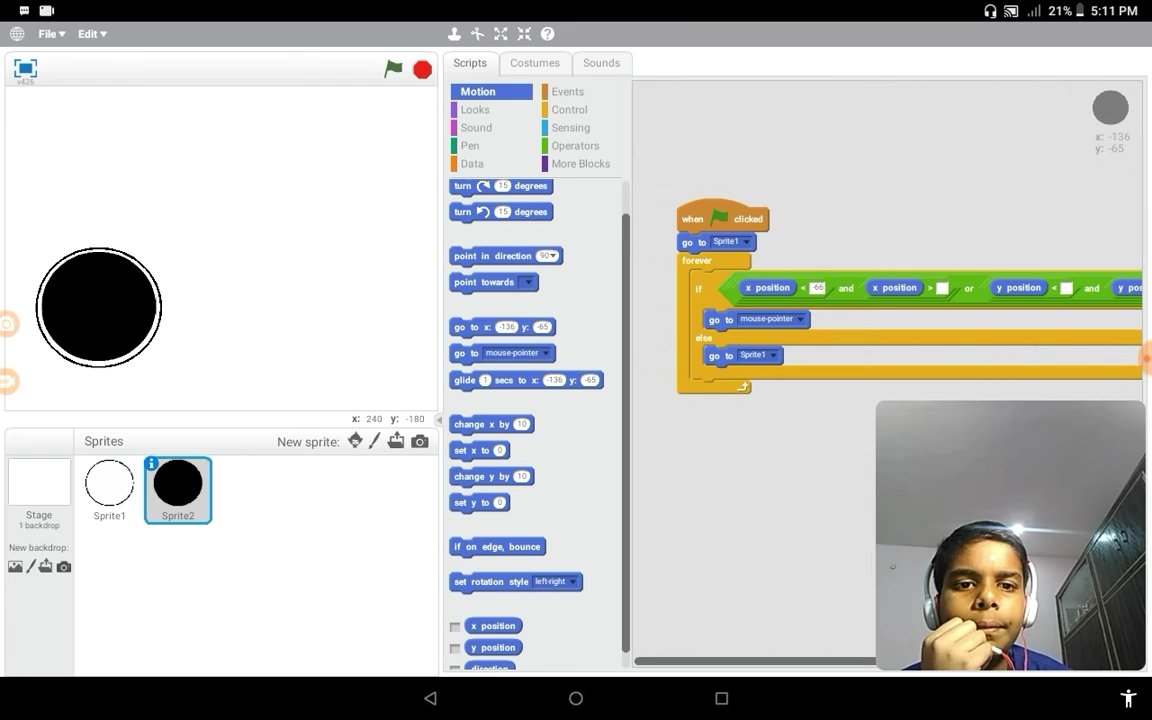 21% 5:11 PM
File Edit
v426
Scripts Costumes Sounds
Motion Events
Looks Control
Sound Sensing
Pen Operators
Data More Blocks
turn 15 degrees
turn 15 degrees
point in direction 90
point towards
go to x: -136 y: -65
go to mouse-pointer
glide 1 secs to x: -136 y: -65
change x by 10
set x to 0
change y by 10
set y to 0
if on edge, bounce
set rotation style left-right
x position
y position
direction
x: -136
y: -65
when clicked
go to Sprite1
forever
if x position < -66 and x position > or y position < and y pos
go to mouse-pointer
else
go to Sprite1
x: 240 y: -180
Sprites New sprite:
Stage
1 backdrop
New backdrop:
Sprite1
Sprite2